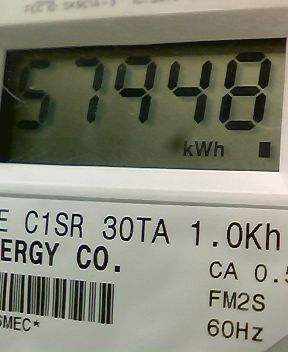 57948
kWh
E C1SR 30TA 1.0Kh
ERGY CO.
CA 0.5
FM2S
60Hz
SMEC*